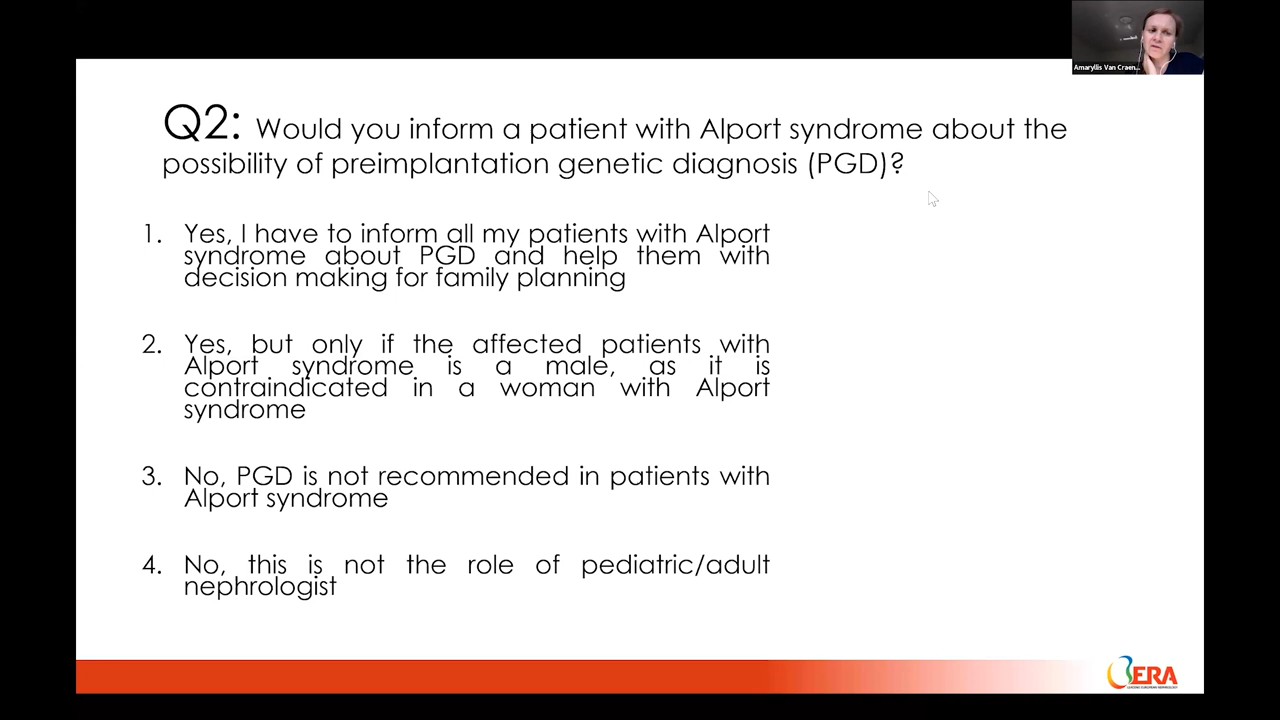 Amaryllis Van Craen...
Q2: Would you inform a patient with Alport syndrome about the
possibility of preimplantation genetic diagnosis (PGD)?
1. Yes, I have to inform all my patients with Alport
syndrome about PGD and help them with
decision making for family planning
2. Yes, but only if the affected patients with
Alport syndrome is a male, as it is
contraindicated in a woman with Alport
syndrome
3. No, PGD is not recommended in patients with
Alport syndrome
4. No, this is not the role of pediatric/adult
nephrologist
ERA
LEADING EUROPEAN NEPHROLOGY